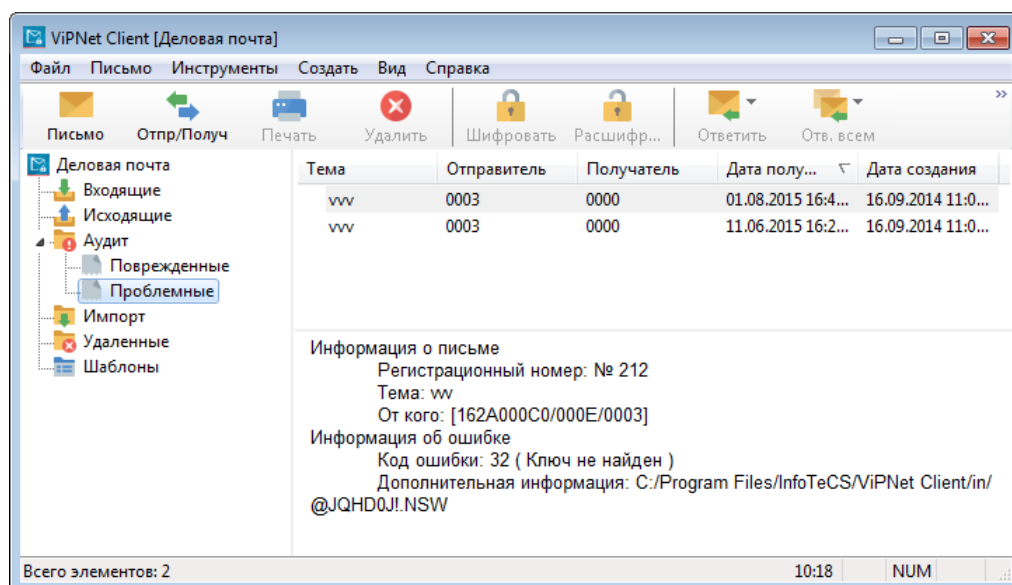 ViPNet Client [Деловая почта]
Файл Письмо Инструменты Создать Вид Справка
Письмо Отпр/Получ Печать Удалить Шифровать Расшифр... Ответить Отв. всем
Деловая почта
Входящие
Исходящие
Аудит
Поврежденные
Проблемные
Импорт
Удаленные
Шаблоны
Тема Отправитель Получатель Дата полу... Дата создания
vvv 0003 0000 01.08.2015 16:4... 16.09.2014 11:0...
vvv 0003 0000 11.06.2015 16:2... 16.09.2014 11:0...
Информация о письме
Регистрационный номер: № 212
Тема: vvv
От кого: [162A000C0/000E/0003]
Информация об ошибке
Код ошибки: 32 ( Ключ не найден )
Дополнительная информация: C:/Program Files/InfoTeCS/ViPNet Client/in/
@JQHD0J!.NSW
Всего элементов: 2 10:18 NUM